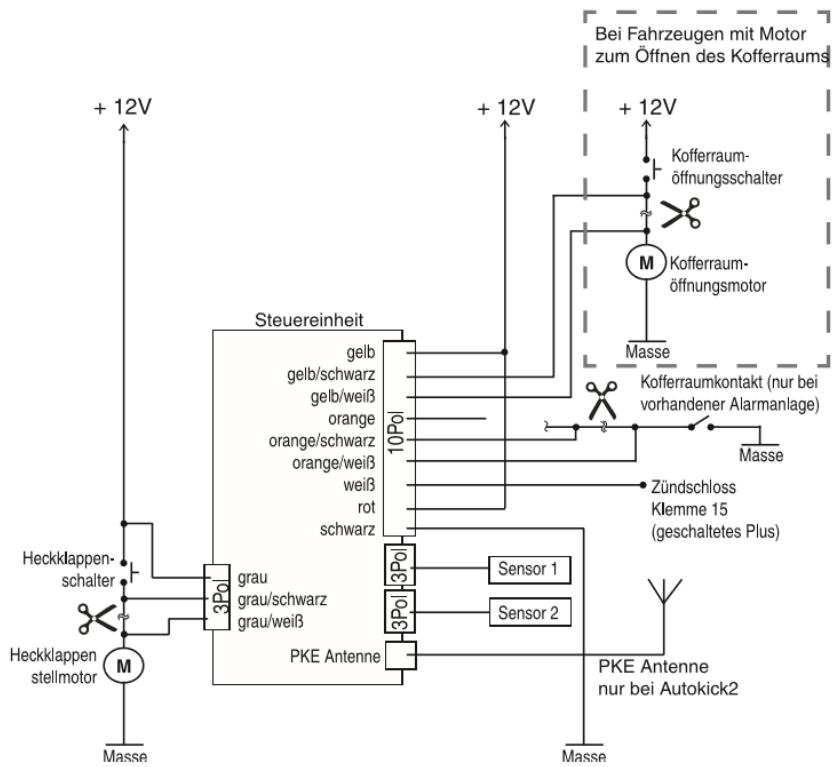 Bei Fahrzeugen mit Motor
zum Öffnen des Kofferraums
+ 12V
+ 12V
+ 12V
Kofferraum-
öffnungsschalter
M
Kofferraum-
öffnungsmotor
Masse
Steuereinheit
gelb
gelb/schwarz
gelb/weiß
orange
orange/schwarz
orange/weiß
weiß
rot
schwarz
10Pol
Kofferraumkontakt (nur bei
vorhandener Alarmanlage)
Masse
Zündschloss
Klemme 15
(geschaltetes Plus)
Heckklappen-
schalter
3Pol
grau
grau/schwarz
grau/weiß
3Pol
Sensor 1
3Pol
Sensor 2
Heckklappen
stellmotor
M
PKE Antenne
PKE Antenne
nur bei Autokick2
Masse
Masse